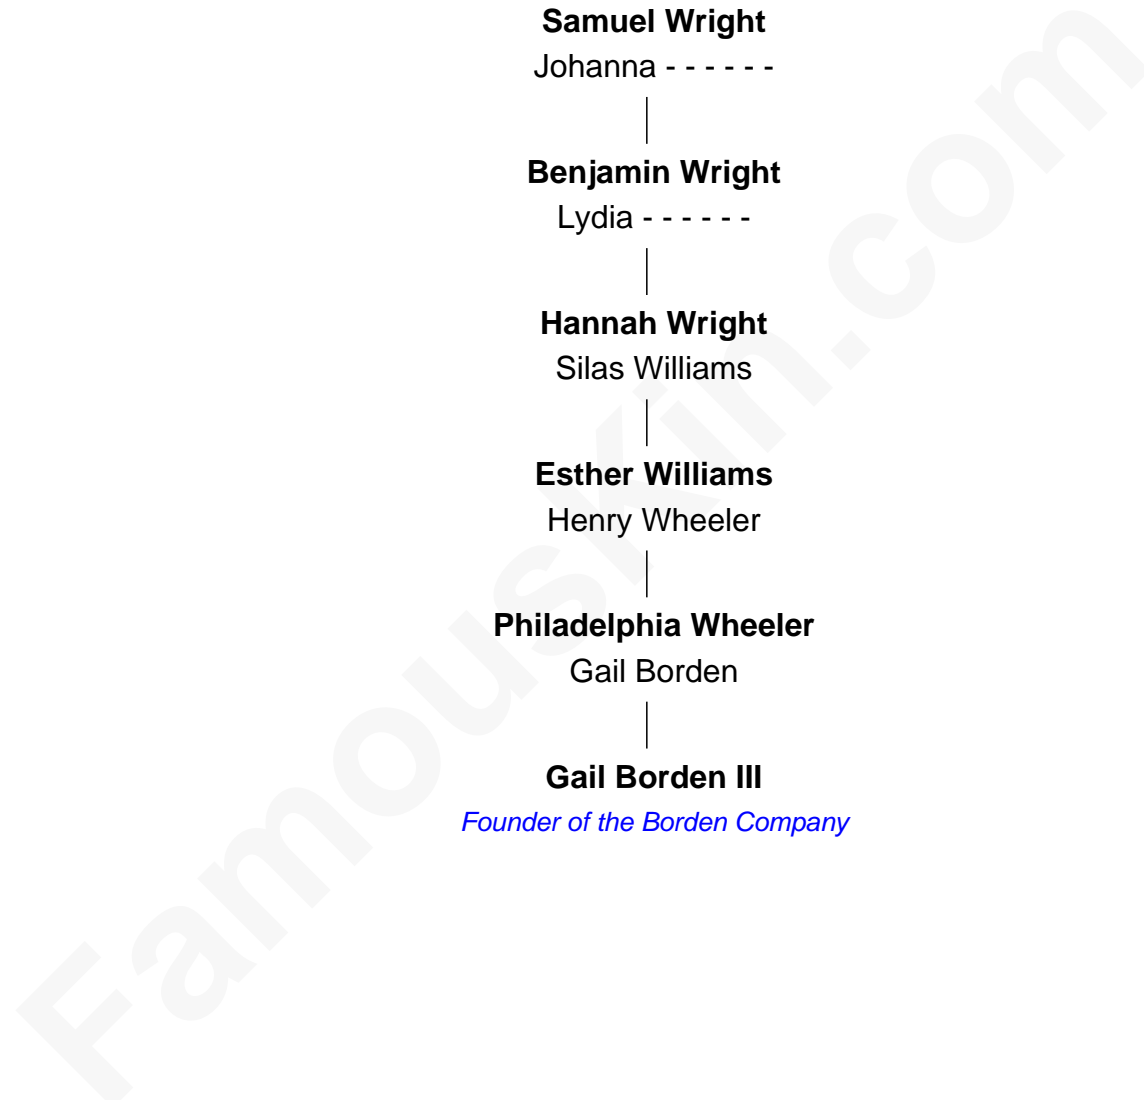 Samuel Wright
Johanna - - - - - -
Benjamin Wright
Lydia - - - - - -
Hannah Wright
Silas Williams
Esther Williams
Henry Wheeler
Philadelphia Wheeler
Gail Borden
Gail Borden III
Founder of the Borden Company
FamousKin.com